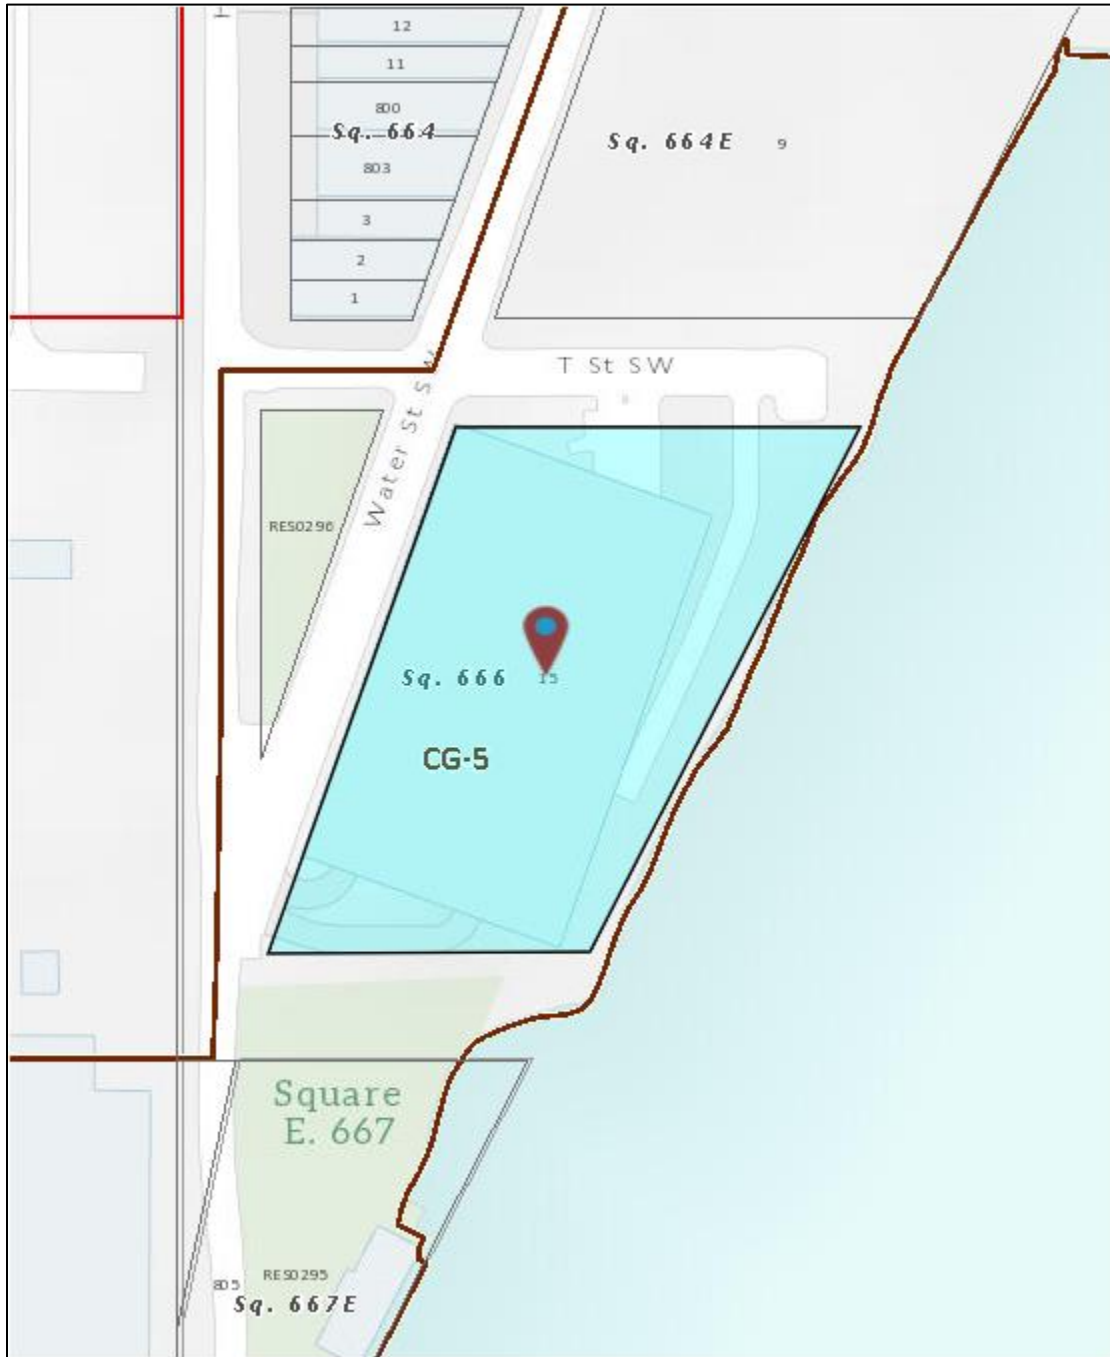 12
11
800
Sq. 664
803
3
2
1
Sq. 664E
9
T St SW
Water St SW
RES0296
Sq. 666
15
CG-5
Square
E. 667
805
RES0295
Sq. 667E